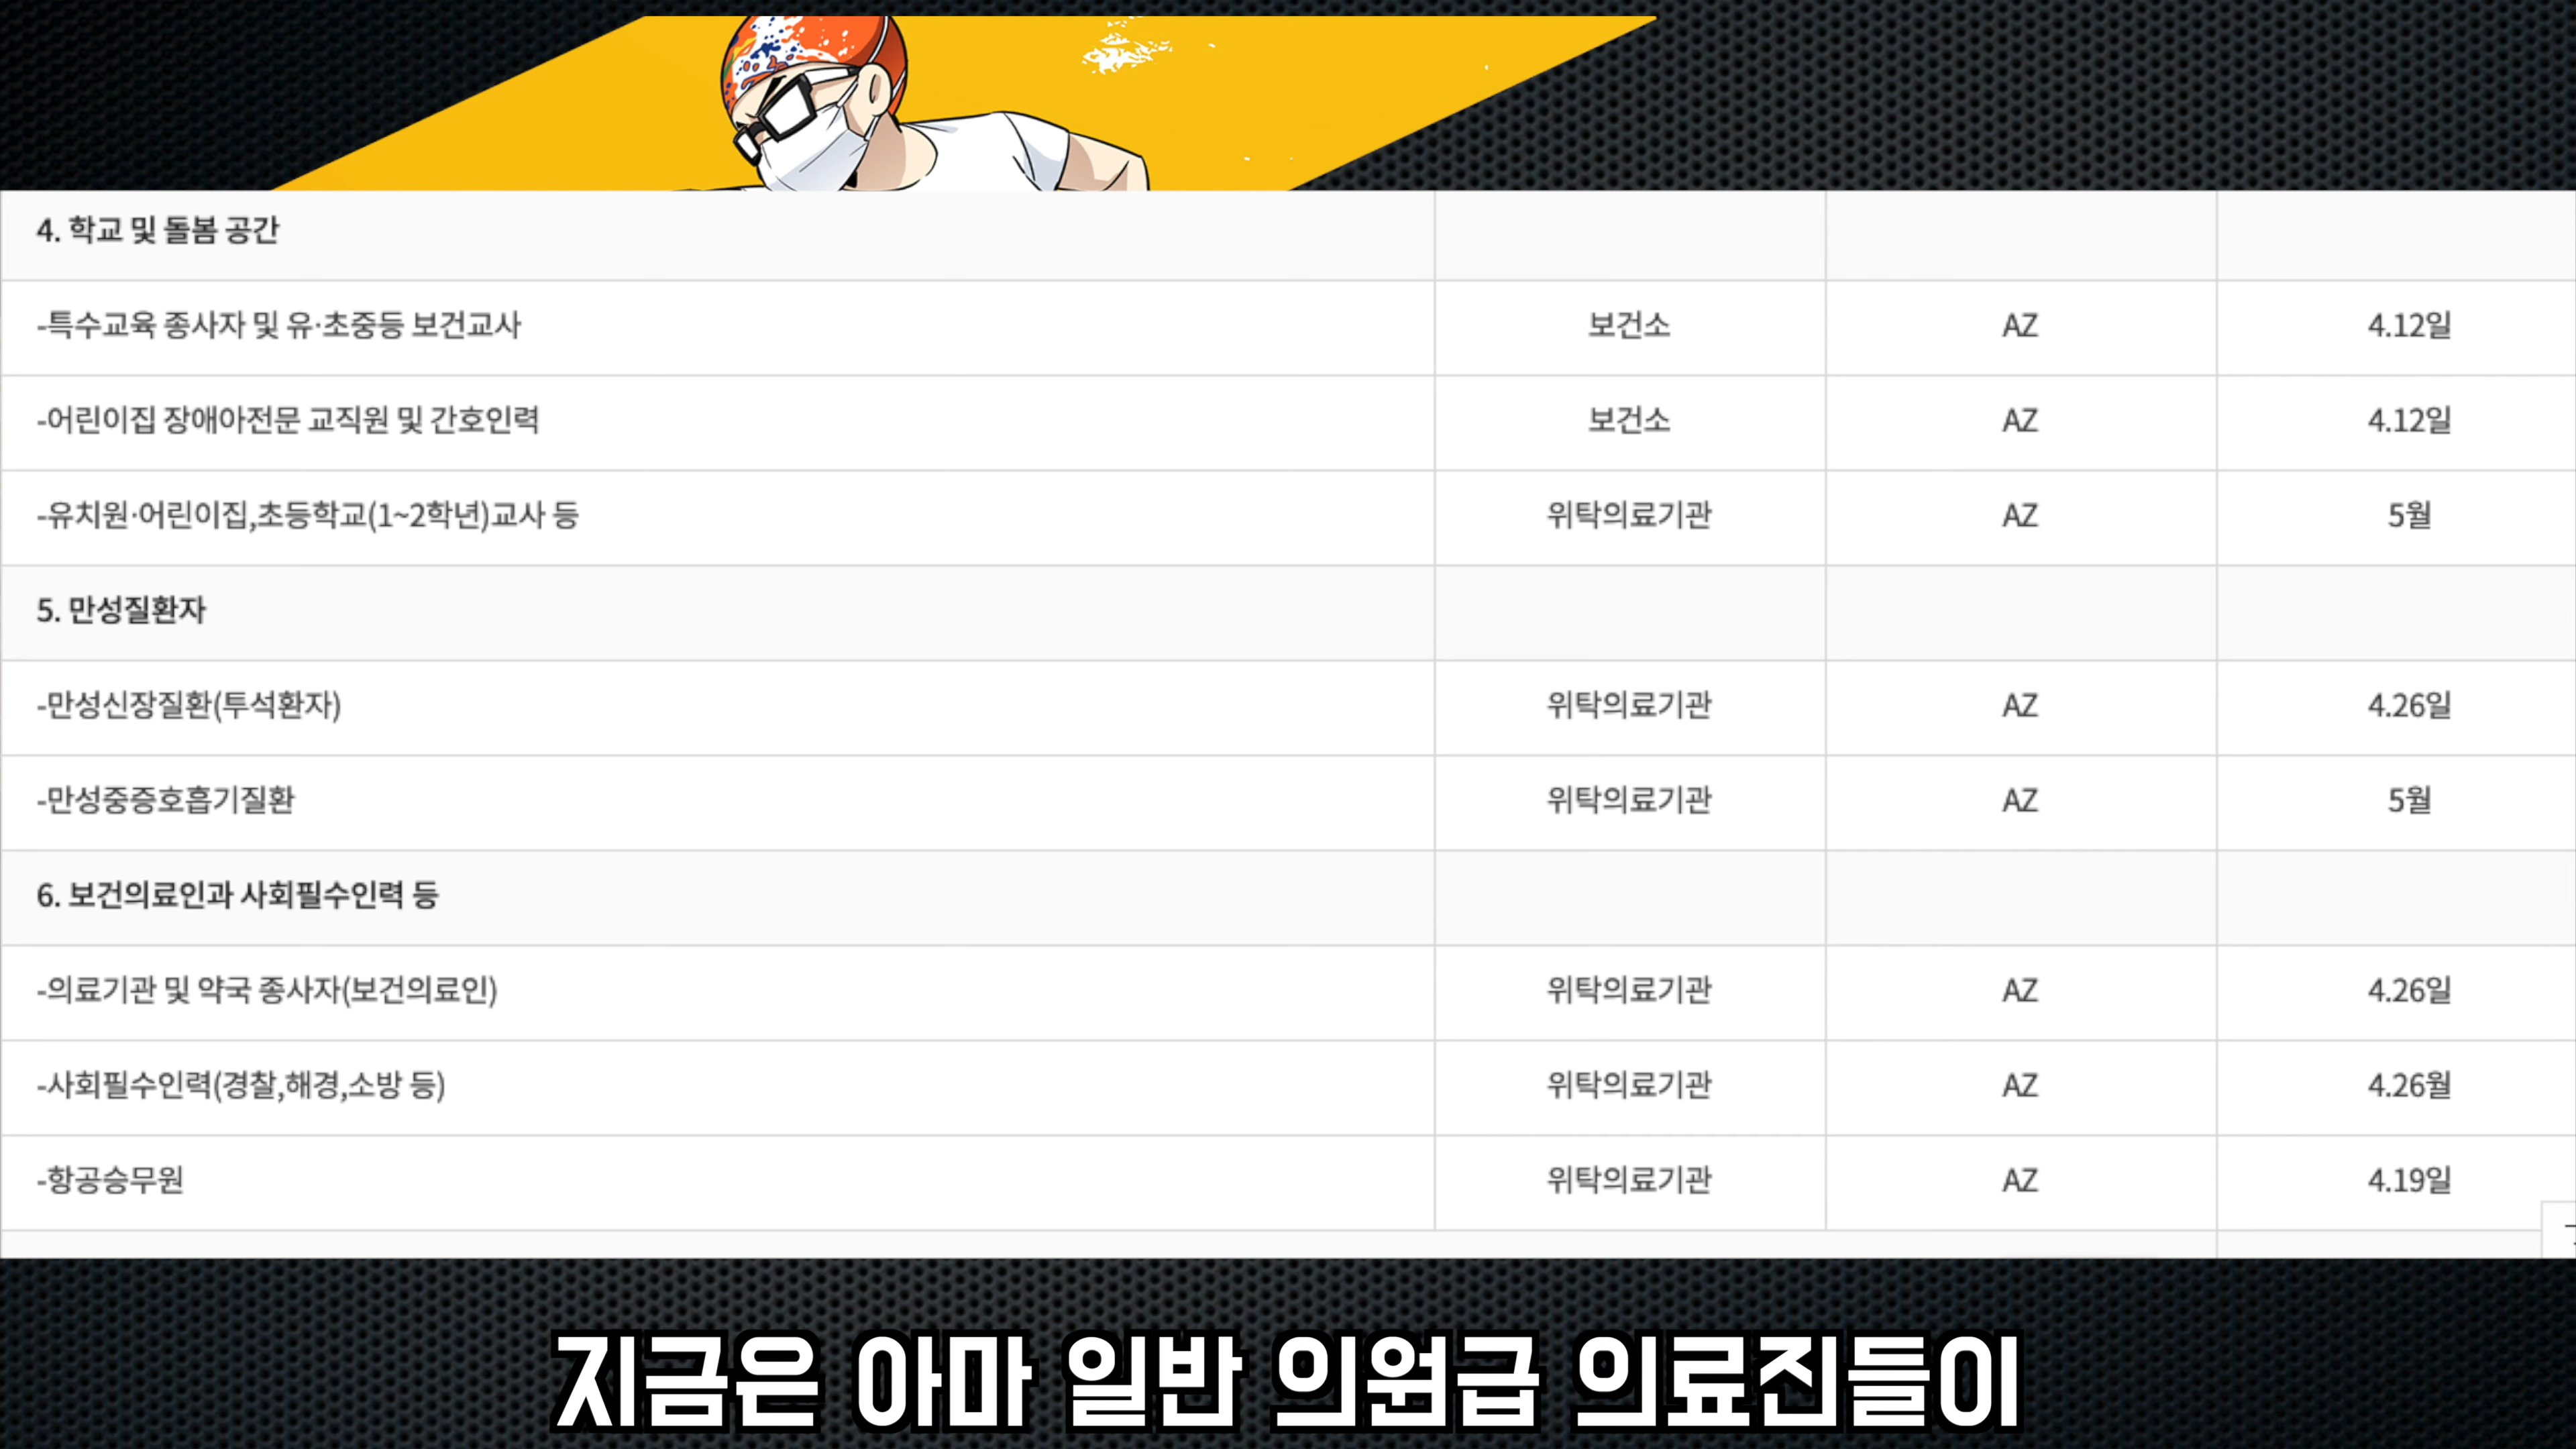 4. 학교 및 돌봄 공간
-특수교육 종사자 및 유·초중등 보건교사 보건소 AZ 4.12일
-어린이집 장애아전문 교직원 및 간호인력 보건소 AZ 4.12일
-유치원·어린이집,초등학교(1~2학년)교사 등 위탁의료기관 AZ 5월
5. 만성질환자
-만성신장질환(투석환자) 위탁의료기관 AZ 4.26일
-만성중증호흡기질환 위탁의료기관 AZ 5월
6. 보건의료인과 사회필수인력 등
-의료기관 및 약국 종사자(보건의료인) 위탁의료기관 AZ 4.26일
-사회필수인력(경찰,해경,소방 등) 위탁의료기관 AZ 4.26월
-항공승무원 위탁의료기관 AZ 4.19일
지금은 아마 일반 의원급 의료진들이